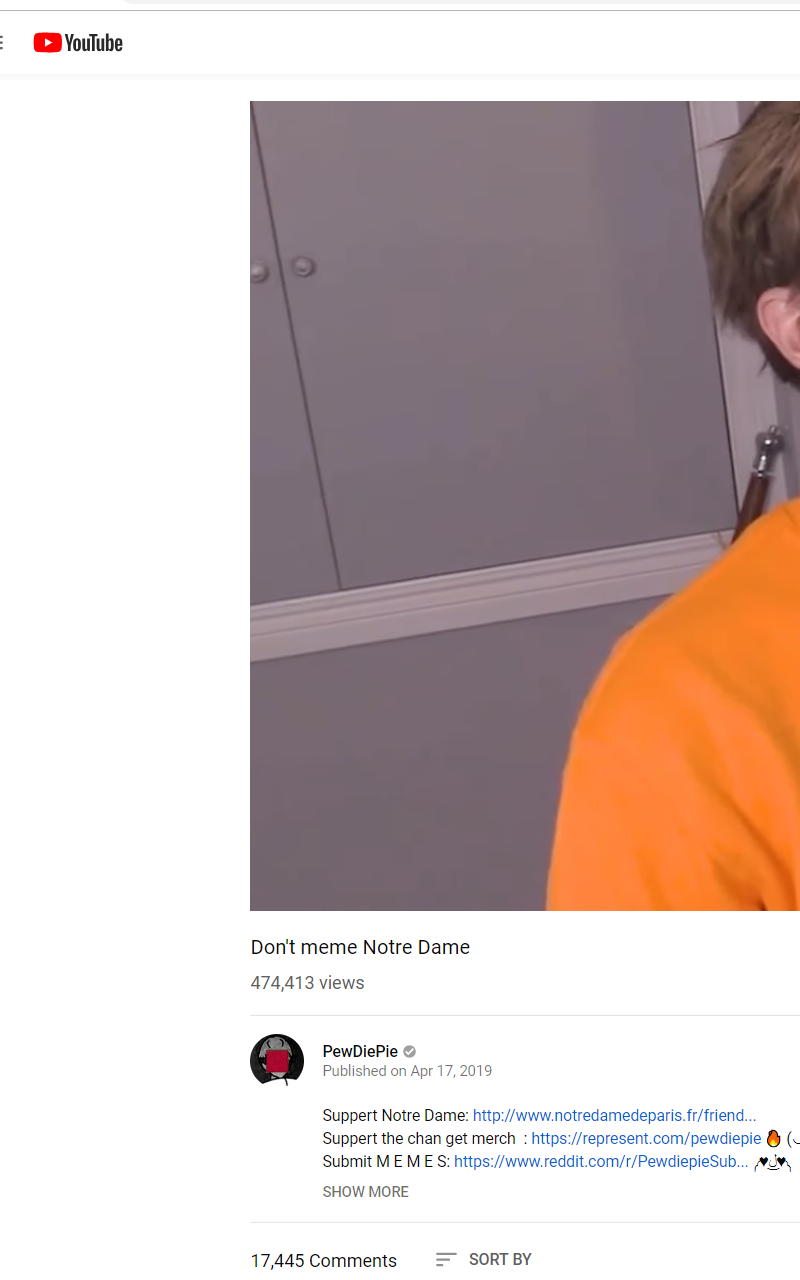 YouTube
Don't meme Notre Dame
474,413 views
PewDiePie
Published on Apr 17, 2019
Suppert Notre Dame: http://www.notredamedeparis.fr/friend...
Suppert the chan get merch : https://represent.com/pewdiepie 🔥 (
Submit M E M E S: https://www.reddit.com/r/PewdiepieSub...
SHOW MORE
17,445 Comments
SORT BY